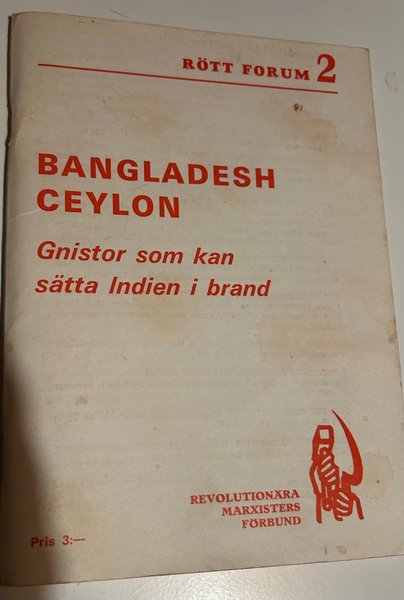 RÖTT FORUM 2
BANGLADESH
CEYLON
Gnistor som kan
sätta Indien i brand
REVOLUTIONÄRA
MARXISTERS
FÖRBUND
Pris 3:—